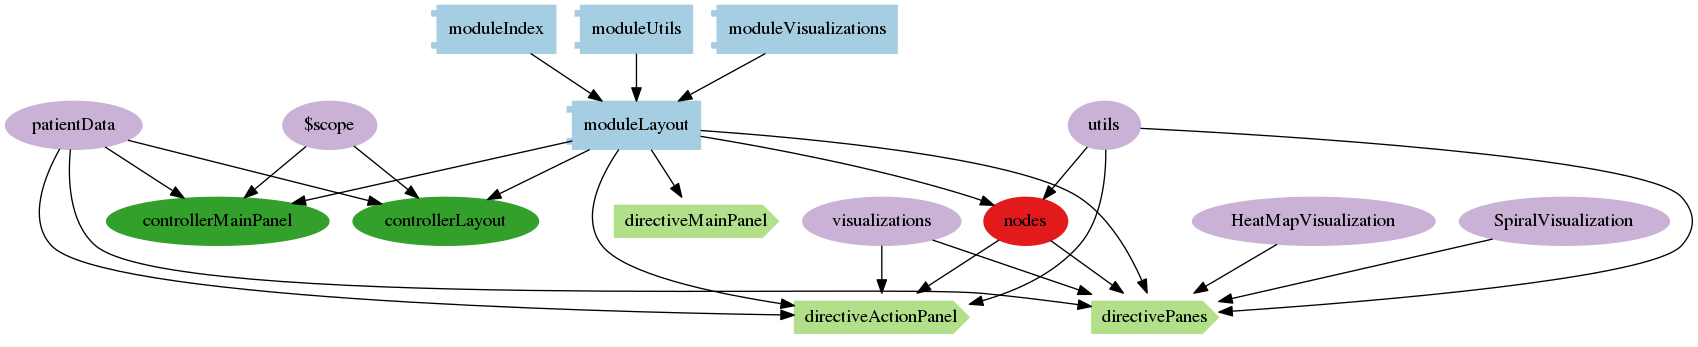 moduleIndex
moduleUtils
moduleVisualizations
patientData
$scope
moduleLayout
utils
controllerMainPanel
controllerLayout
directiveMainPanel
visualizations
nodes
HeatMapVisualization
SpiralVisualization
directiveActionPanel
directivePanes